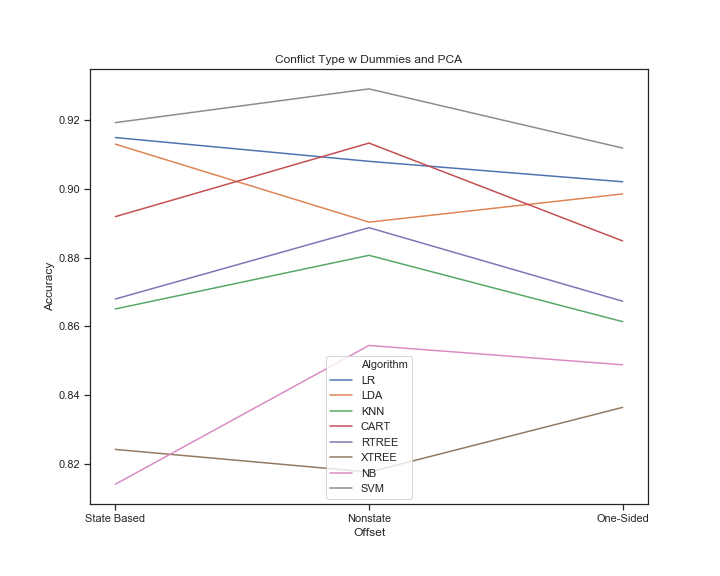 Conflict Type w Dummies and PCA
Accuracy
0.92
0.90
0.88
0.86
0.84
0.82
Algorithm
LR
LDA
KNN
CART
RTREE
XTREE
NB
SVM
State Based
Nonstate
One-Sided
Offset